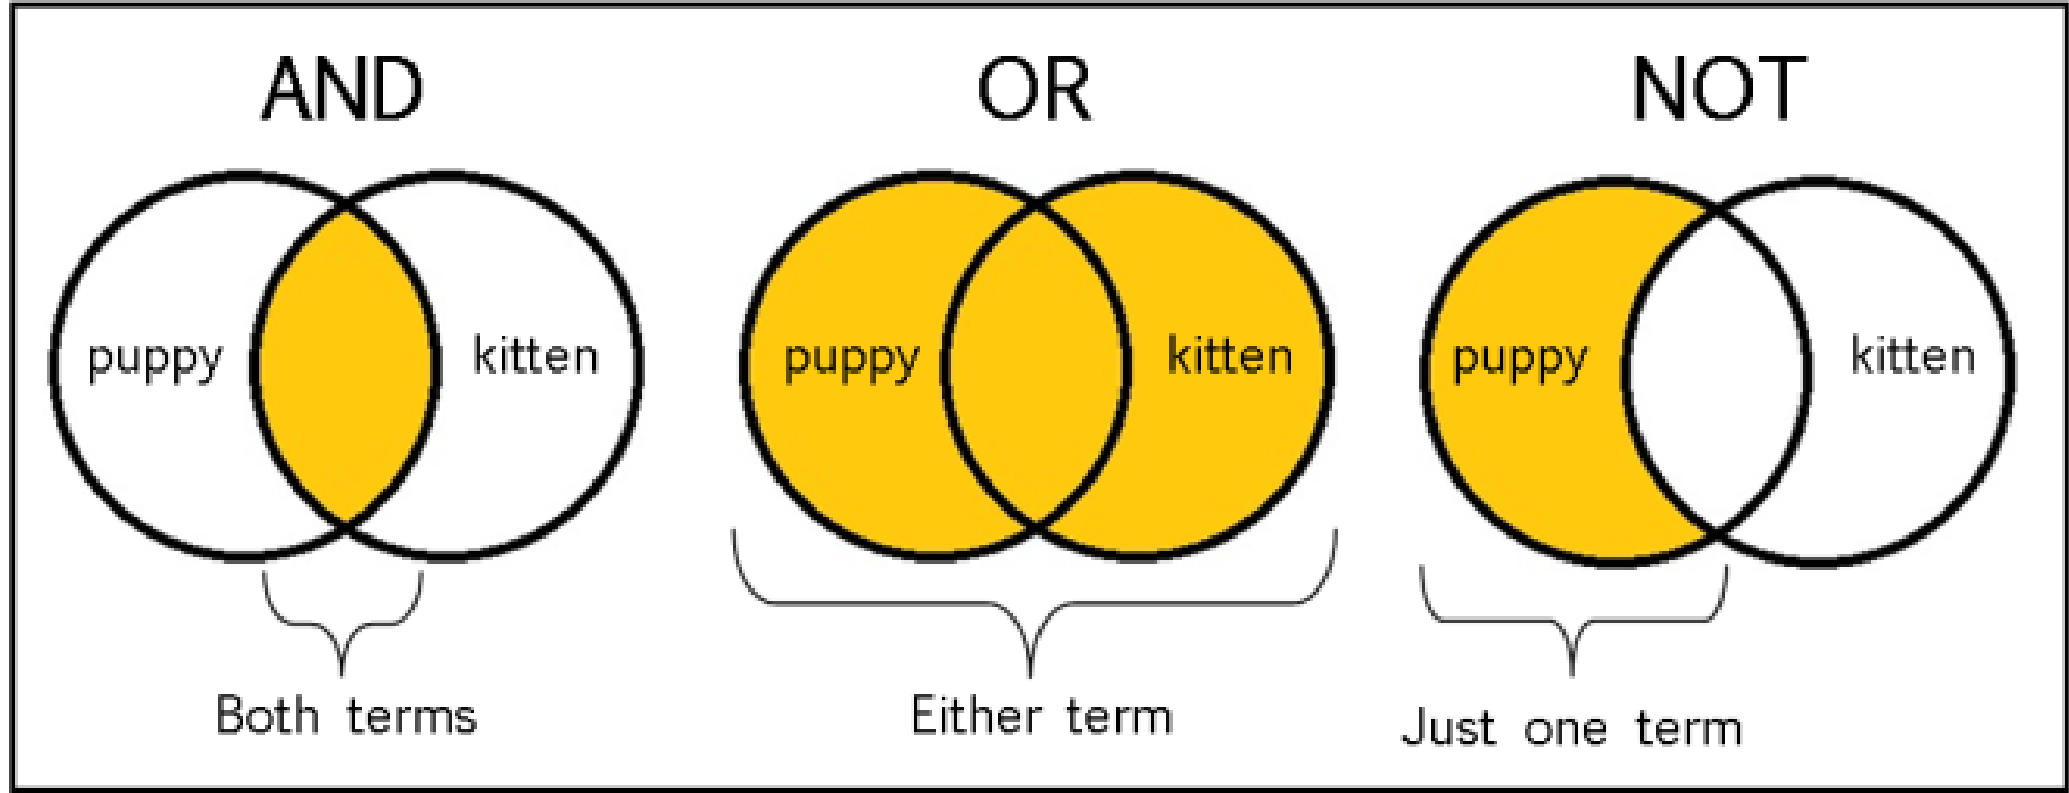 AND
puppy
kitten
Both terms
OR
puppy
kitten
Either term
NOT
puppy
kitten
Just one term